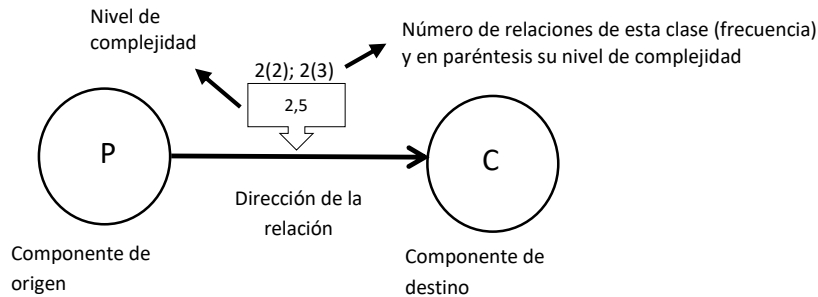 Nivel de
complejidad
Número de relaciones de esta clase (frecuencia)
y en paréntesis su nivel de complejidad
2(2); 2(3)
2,5
P
C
Dirección de la
relación
Componente de
origen
Componente de
destino